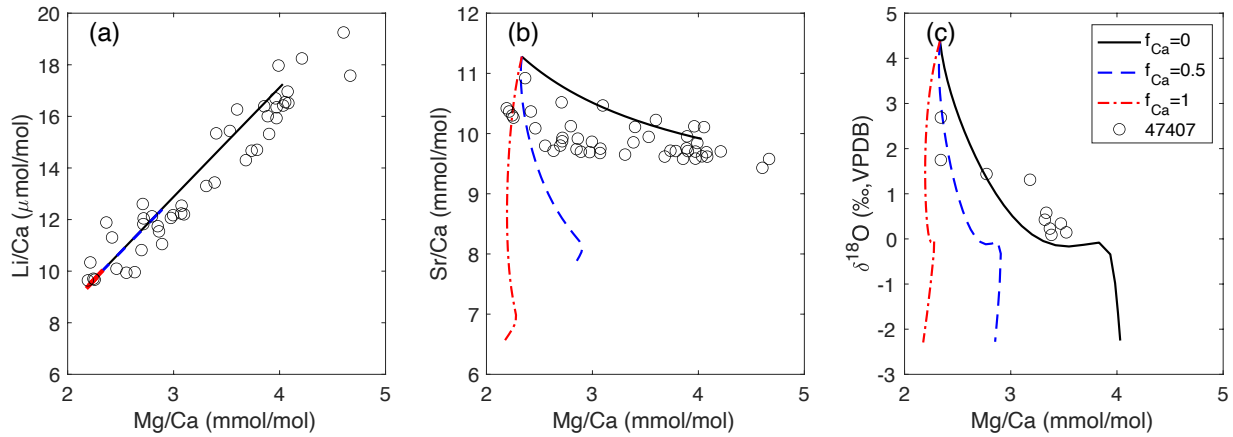 (a)
20
18
16
14
12
10
8
6
Li/Ca (μmol/mol)
2 3 4 5
Mg/Ca (mmol/mol)
(b)
12
11
10
9
8
7
6
Sr/Ca (mmol/mol)
2 3 4 5
Mg/Ca (mmol/mol)
(c)
5
4
3
2
1
0
-1
-2
-3
δ18O (‰, VPDB)
2 3 4 5
Mg/Ca (mmol/mol)
fCa=0
fCa=0.5
fCa=1
47407